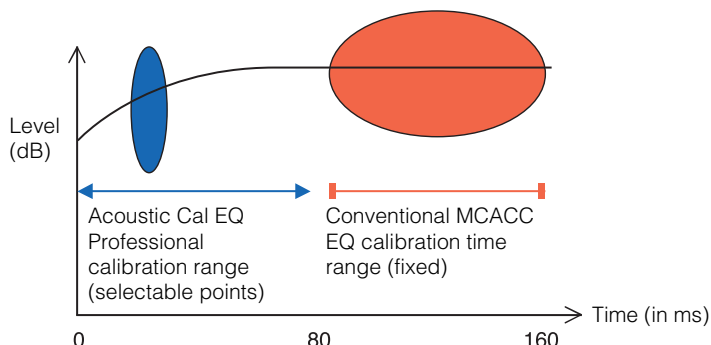 Level
(dB)
Acoustic Cal EQ
Professional
calibration range
(selectable points)
Conventional MCACC
EQ calibration time
range (fixed)
Time (in ms)
0
80
160